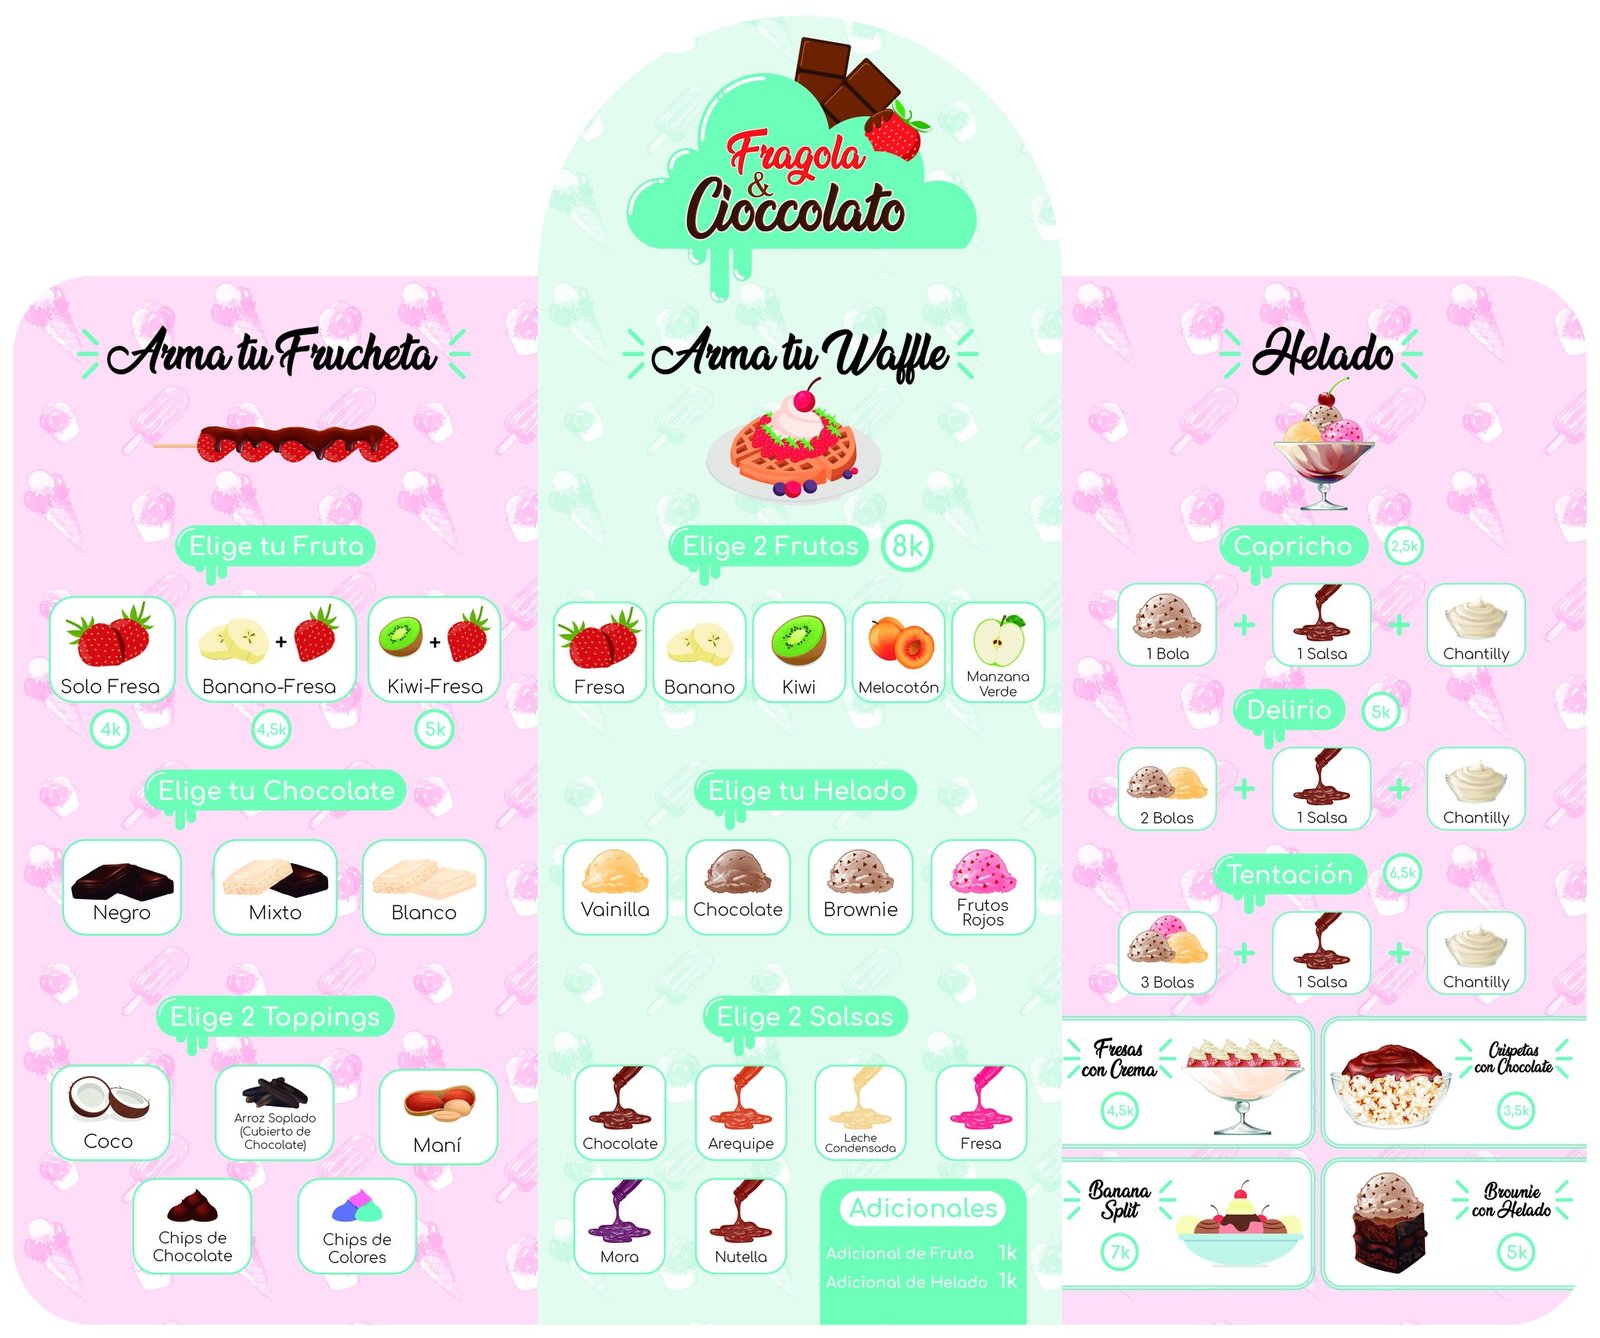 Fragola
&
Cioccolato
Arma tu Frucheta
Elige tu Fruta
Solo Fresa
4k
+
Banano-Fresa
4,5k
+
Kiwi-Fresa
5k
Elige tu Chocolate
Negro
Mixto
Blanco
Elige 2 Toppings
Coco
Arroz Soplado
(Cubierto de
Chocolate)
Maní
Chips de
Chocolate
Chips de
Colores
Arma tu Waffle
Elige 2 Frutas
8k
Fresa
Banano
Kiwi
Melocotón
Manzana
Verde
Elige tu Helado
Vainilla
Chocolate
Brownie
Frutos
Rojos
Elige 2 Salsas
Chocolate
Arequipe
Leche
Condensada
Fresa
Mora
Nutella
Adicionales
Adicional de Fruta 1k
Adicional de Helado 1k
Helado
Capricho 2,5k
1 Bola + 1 Salsa + Chantilly
Delirio 5k
2 Bolas + 1 Salsa + Chantilly
Tentación 6,5k
3 Bolas + 1 Salsa + Chantilly
Fresas
con Crema
4,5k
Crispetas
con Chocolate
3,5k
Banana
Split
7k
Brownie
con Helado
5k